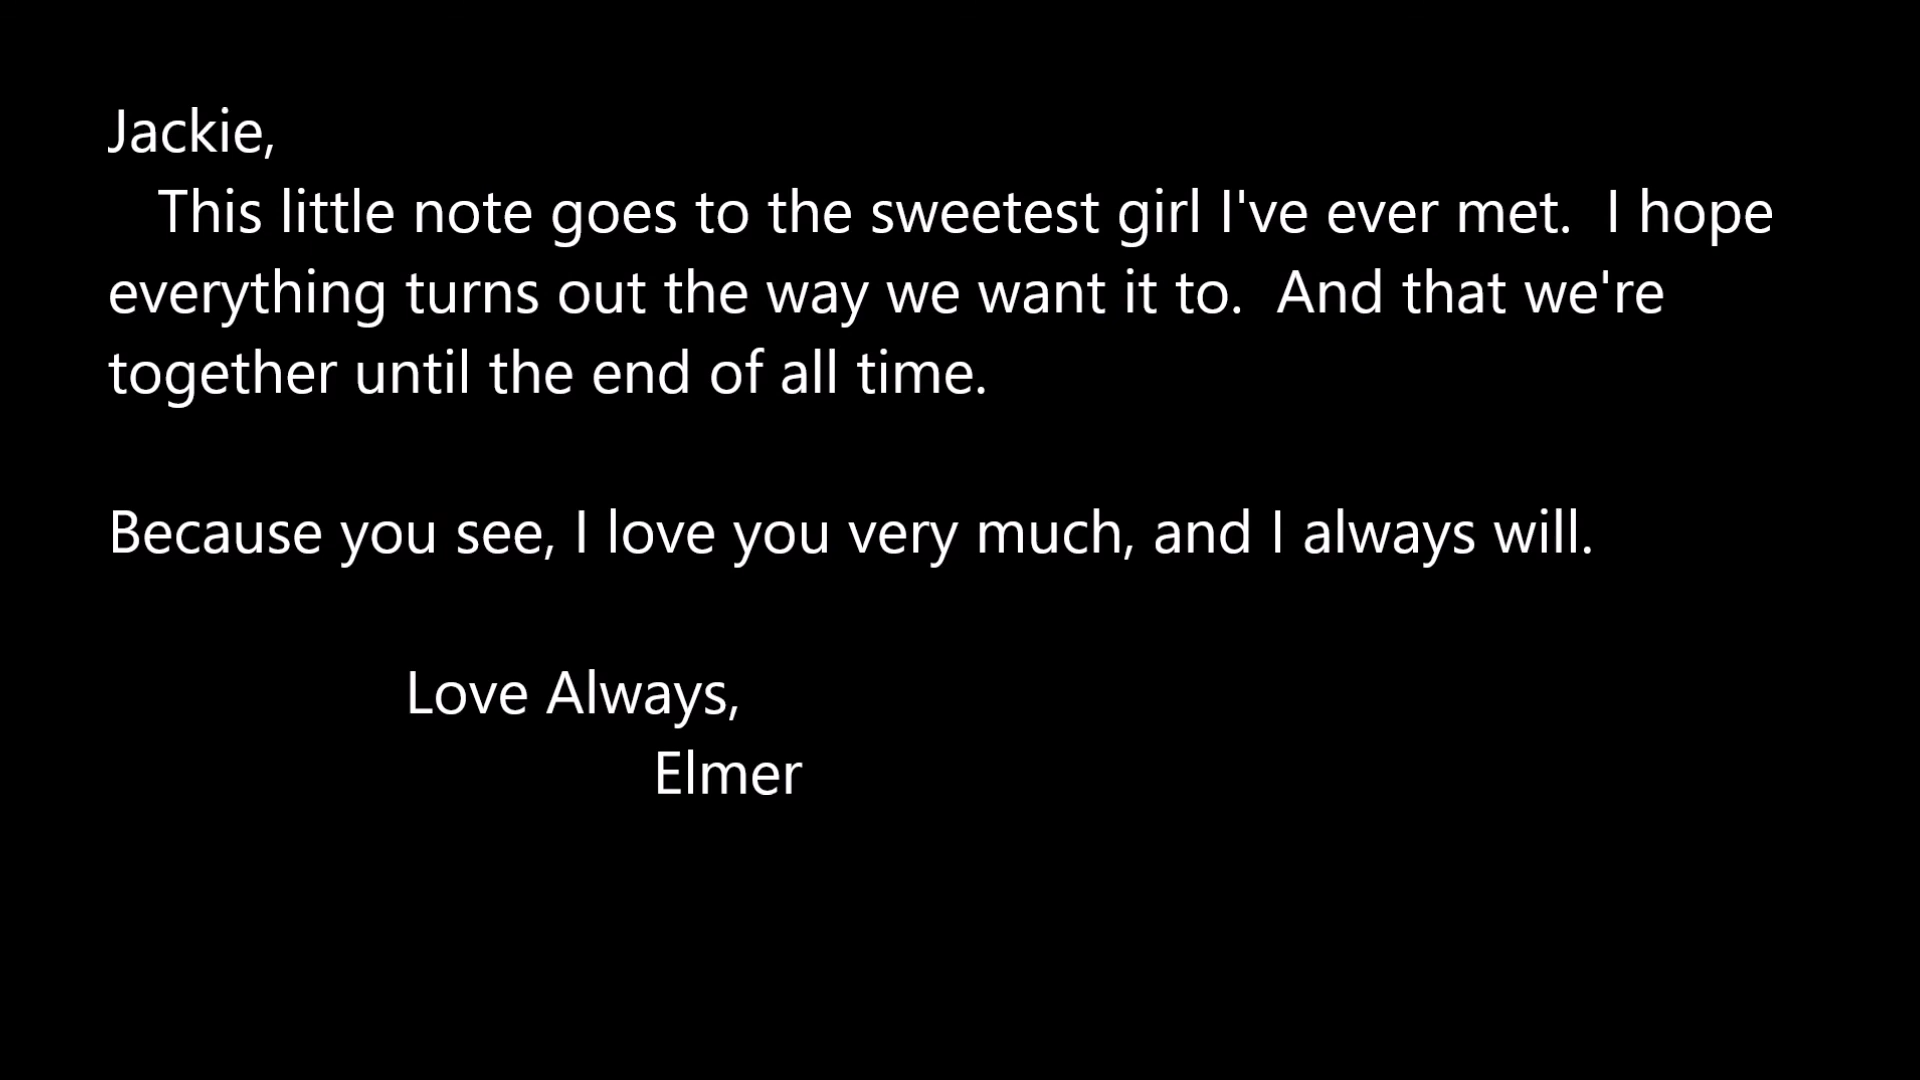 Jackie,
This little note goes to the sweetest girl I've ever met.  I hope
everything turns out the way we want it to.  And that we're
together until the end of all time.
Because you see, I love you very much, and I always will.
Love Always,
Elmer